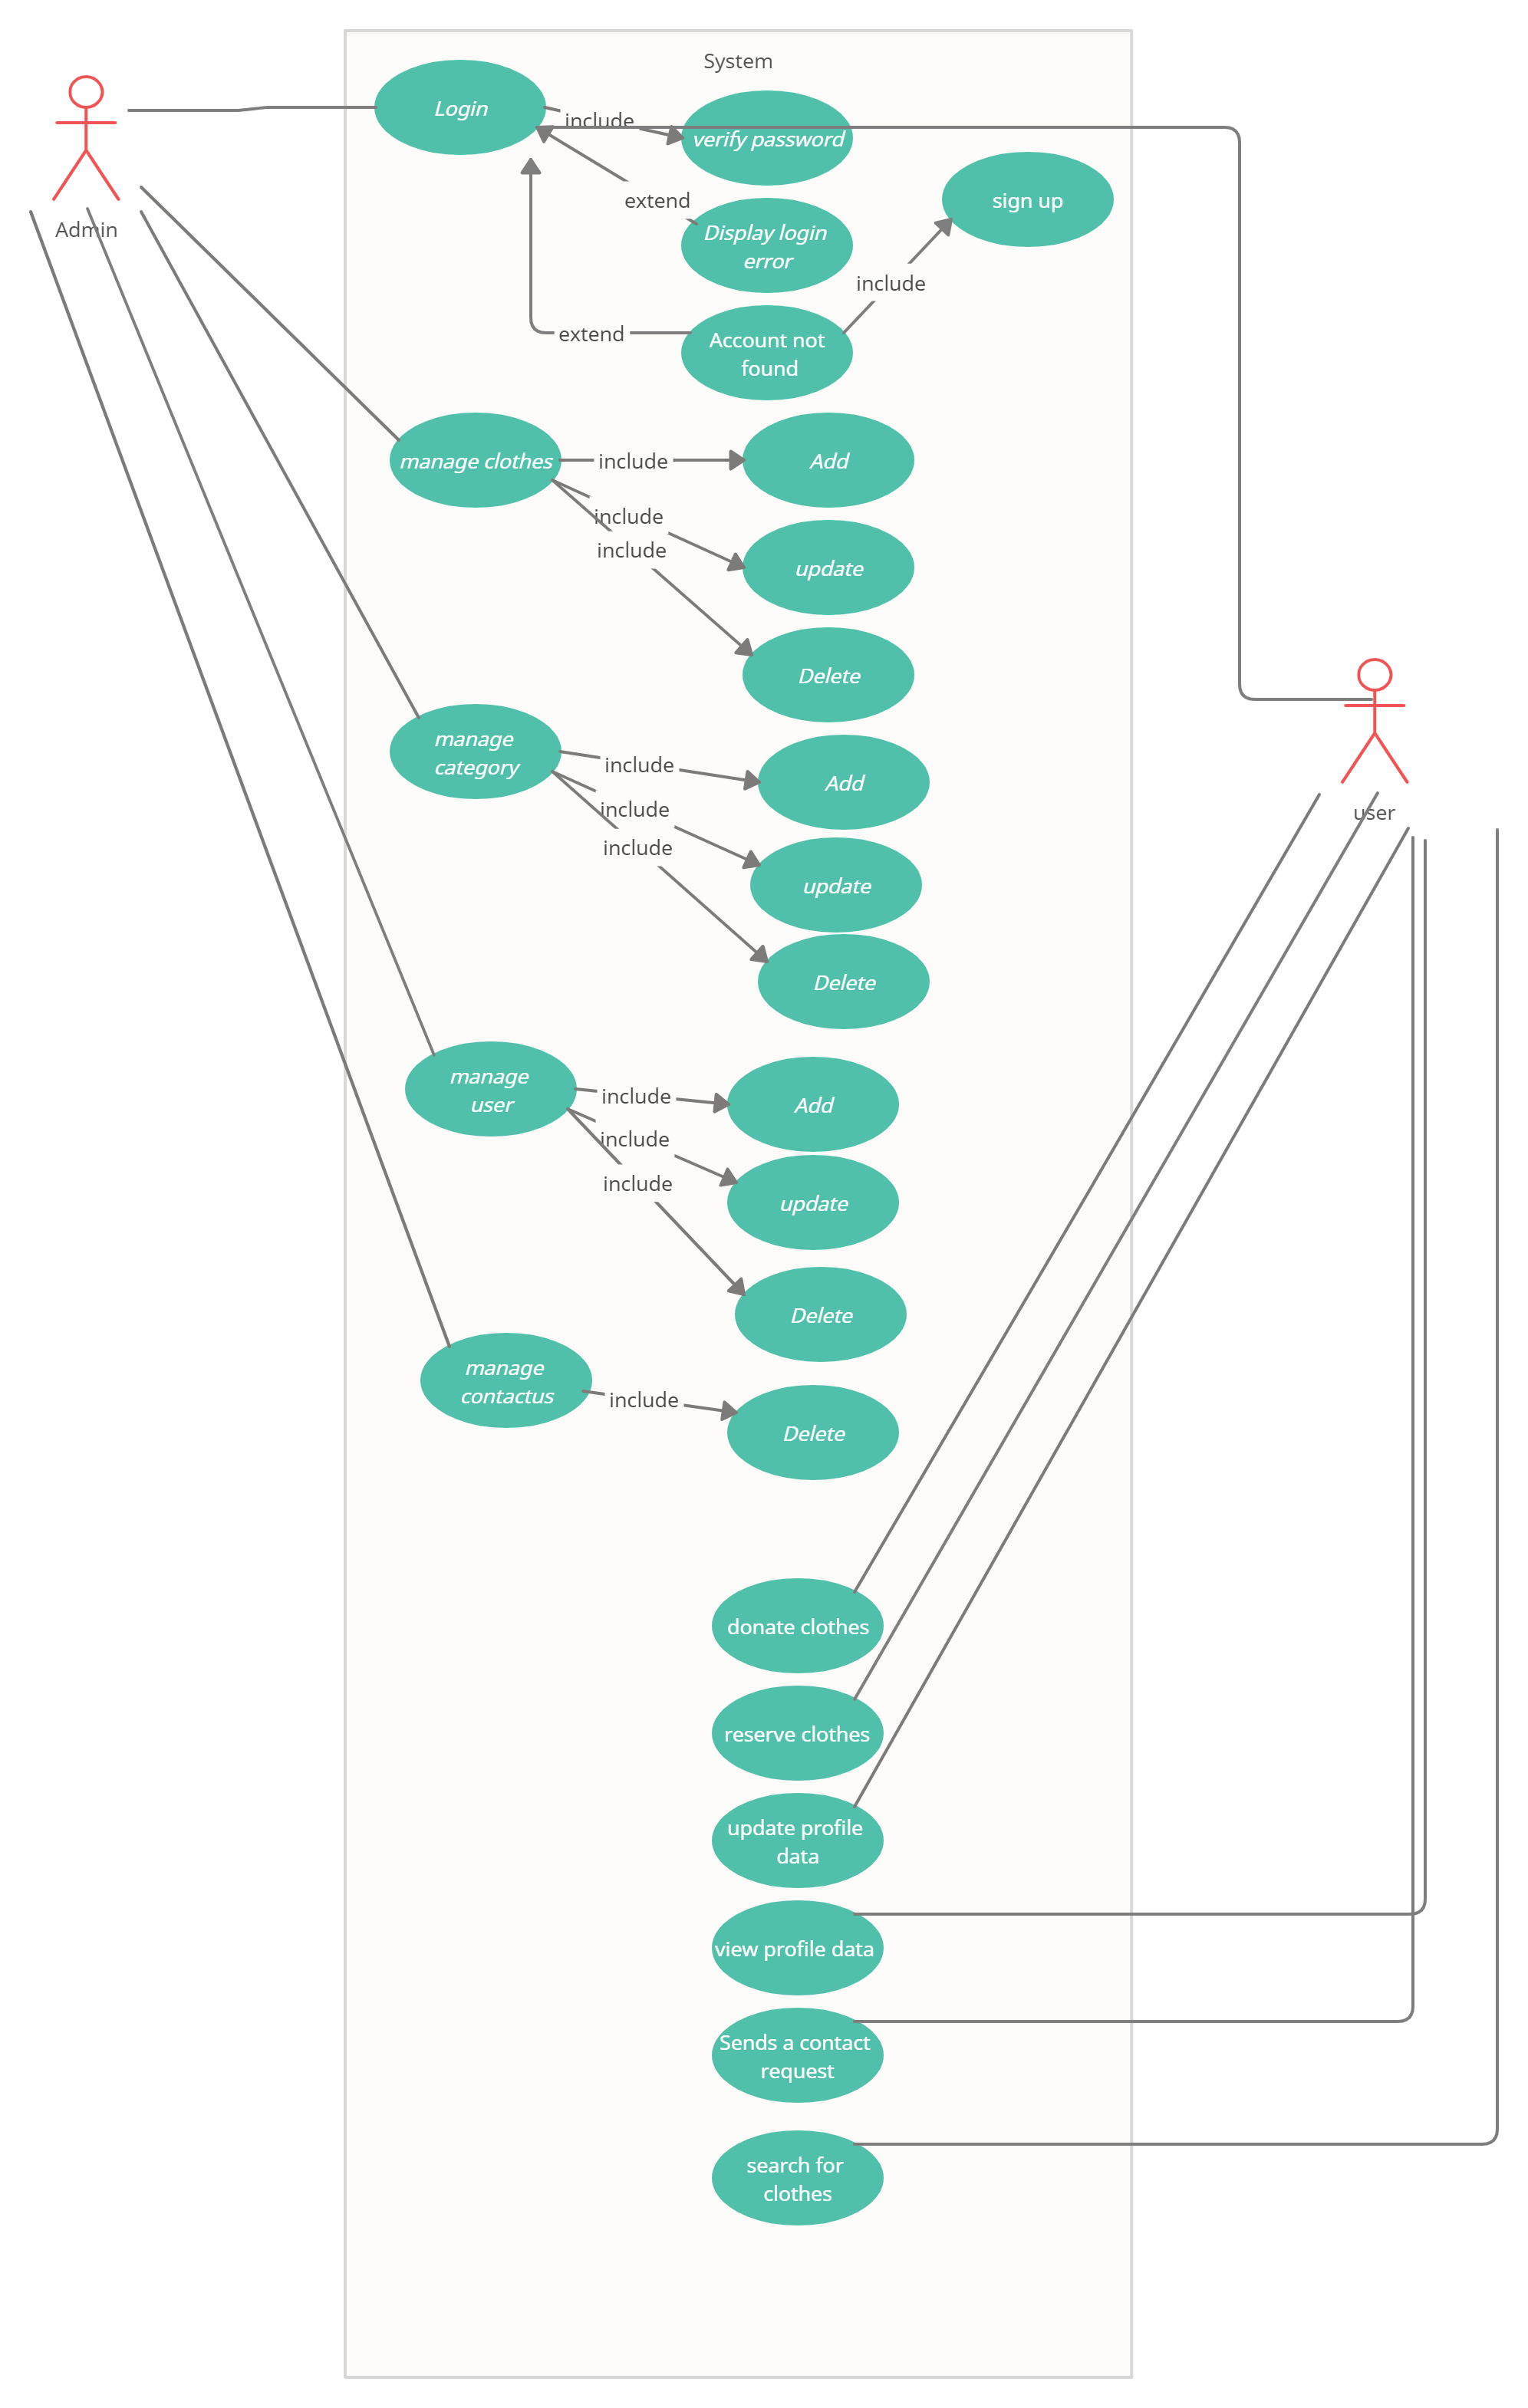 System
Login
include
verify password
extend
sign up
Admin
Display login
error
include
extend
Account not
found
manage clothes
include
Add
include
include
update
Delete
manage
category
include
Add
include
include
update
user
Delete
manage
user
include
Add
include
include
update
Delete
manage
contactus
include
Delete
donate clothes
reserve clothes
update profile
data
view profile data
Sends a contact
request
search for
clothes